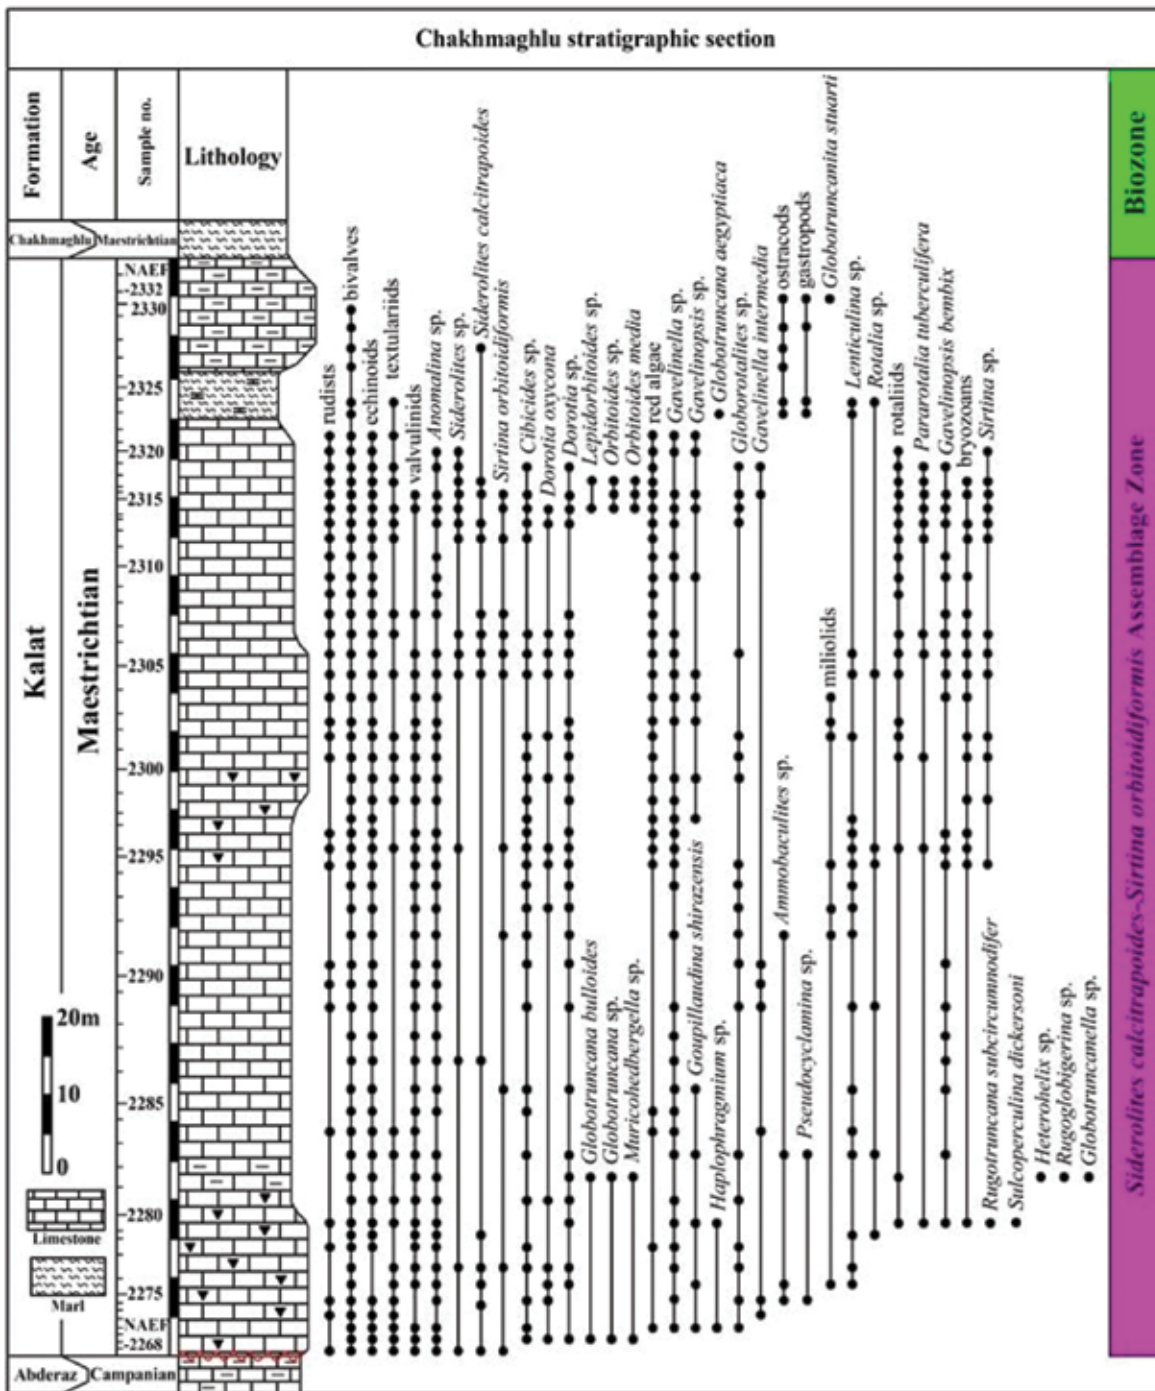 Chakhmaghlu stratigraphic section
Formation
Age
Sample no.
Lithology
Biozone
Chakhmaghlu
Maestrichtian
Kalat
Maestrichtian
NAEF
-2332
2330
-2325
-2320
-2315
-2310
-2305
-2300
-2295
-2290
-2285
-2280
-2275
NAEF
-2268
Abderaz
Campanian
20m
10
0
Limestone
Marl
rudists
bivalves
echinoids
textulariids
valvulinids
Anomalina sp.
Siderolites sp.
Siderolites calcitrapoides
Sirtina orbitoidiformis
Cibicides sp.
Dorotia oxycona
Dorotia sp.
Lepidorbitoides sp.
Orbitoides sp.
Orbitoides media
red algae
Gavelinella sp.
Gavelinopsis sp.
Globotruncana aegyptiaca
Globorotalites sp.
Gavelinella intermedia
ostracods
gastropods
Globotruncanita stuarti
Lenticulina sp.
Rotalia sp.
rotaliids
Pararotalia tuberculifera
Gavelinopsis bembix
bryozoans
Sirtina sp.
miliolids
Ammobaculites sp.
Pseudocyclamina sp.
Goupillaudina shirazensis
Haplophragmium sp.
Globotruncana bulloides
Globotruncana sp.
Muricohedbergella sp.
Rugotruncana subcircumnodifer
Sulcoperculina dickersoni
Heterohelix sp.
Rugoglobigerina sp.
Globotruncanella sp.
Siderolites calcitrapoides-Sirtina orbitoidiformis Assemblage Zone